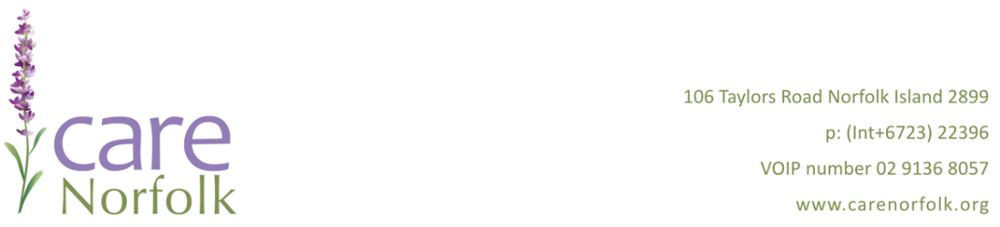 care
Norfolk
106 Taylors Road Norfolk Island 2899
p: (Int+6723) 22396
VOIP number 02 9136 8057
www.carenorfolk.org